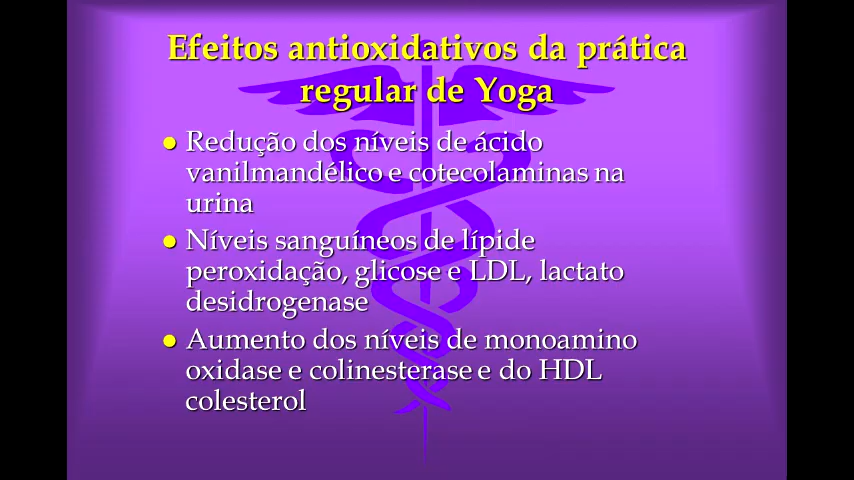 Efeitos antioxidativos da prática
regular de Yoga
● Redução dos níveis de ácido
vanilmandélico e cotecolaminas na
urina
● Níveis sanguíneos de lípide
peroxidação, glicose e LDL, lactato
desidrogenase
● Aumento dos níveis de monoamino
oxidase e colinesterase e do HDL
colesterol